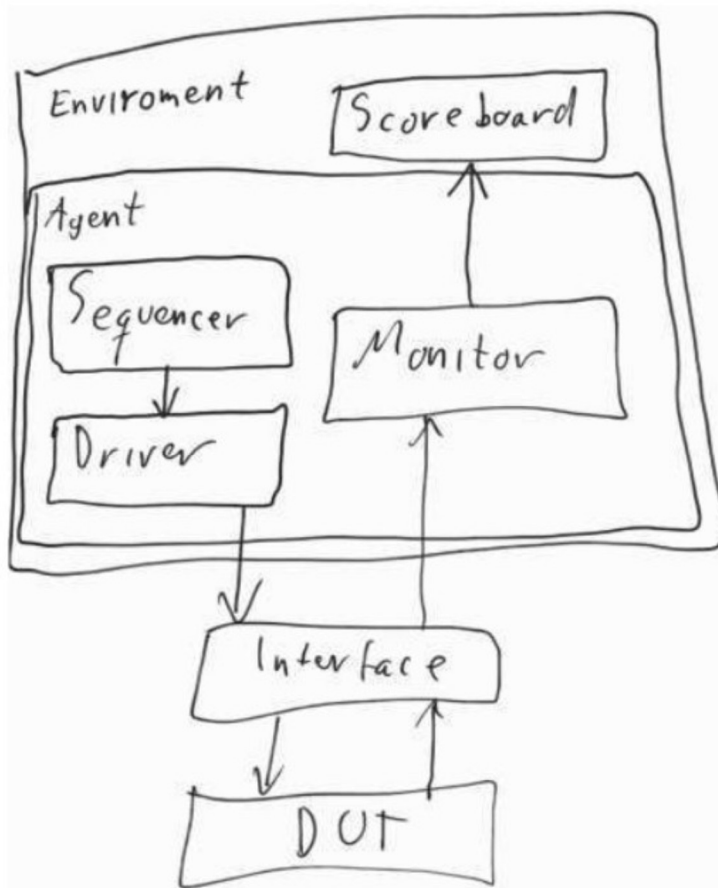 Enviroment
Scoreboard
Agent
Sequencer
Monitor
Driver
Interface
DUT